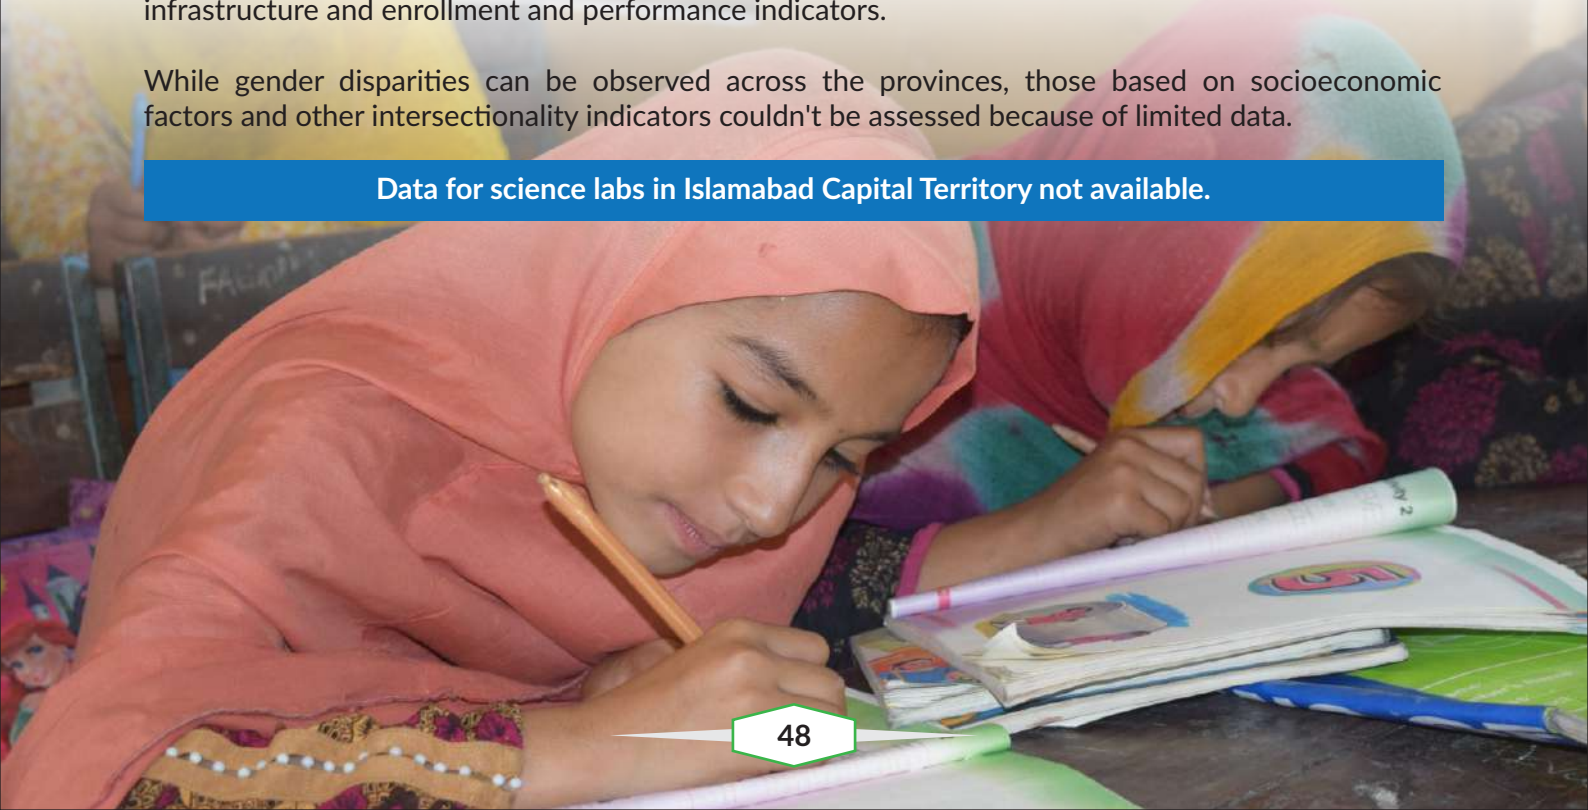 infrastructure and enrollment and performance indicators.
While gender disparities can be observed across the provinces, those based on socioeconomic
factors and other intersectionality indicators couldn't be assessed because of limited data.
Data for science labs in Islamabad Capital Territory not available.
5
48